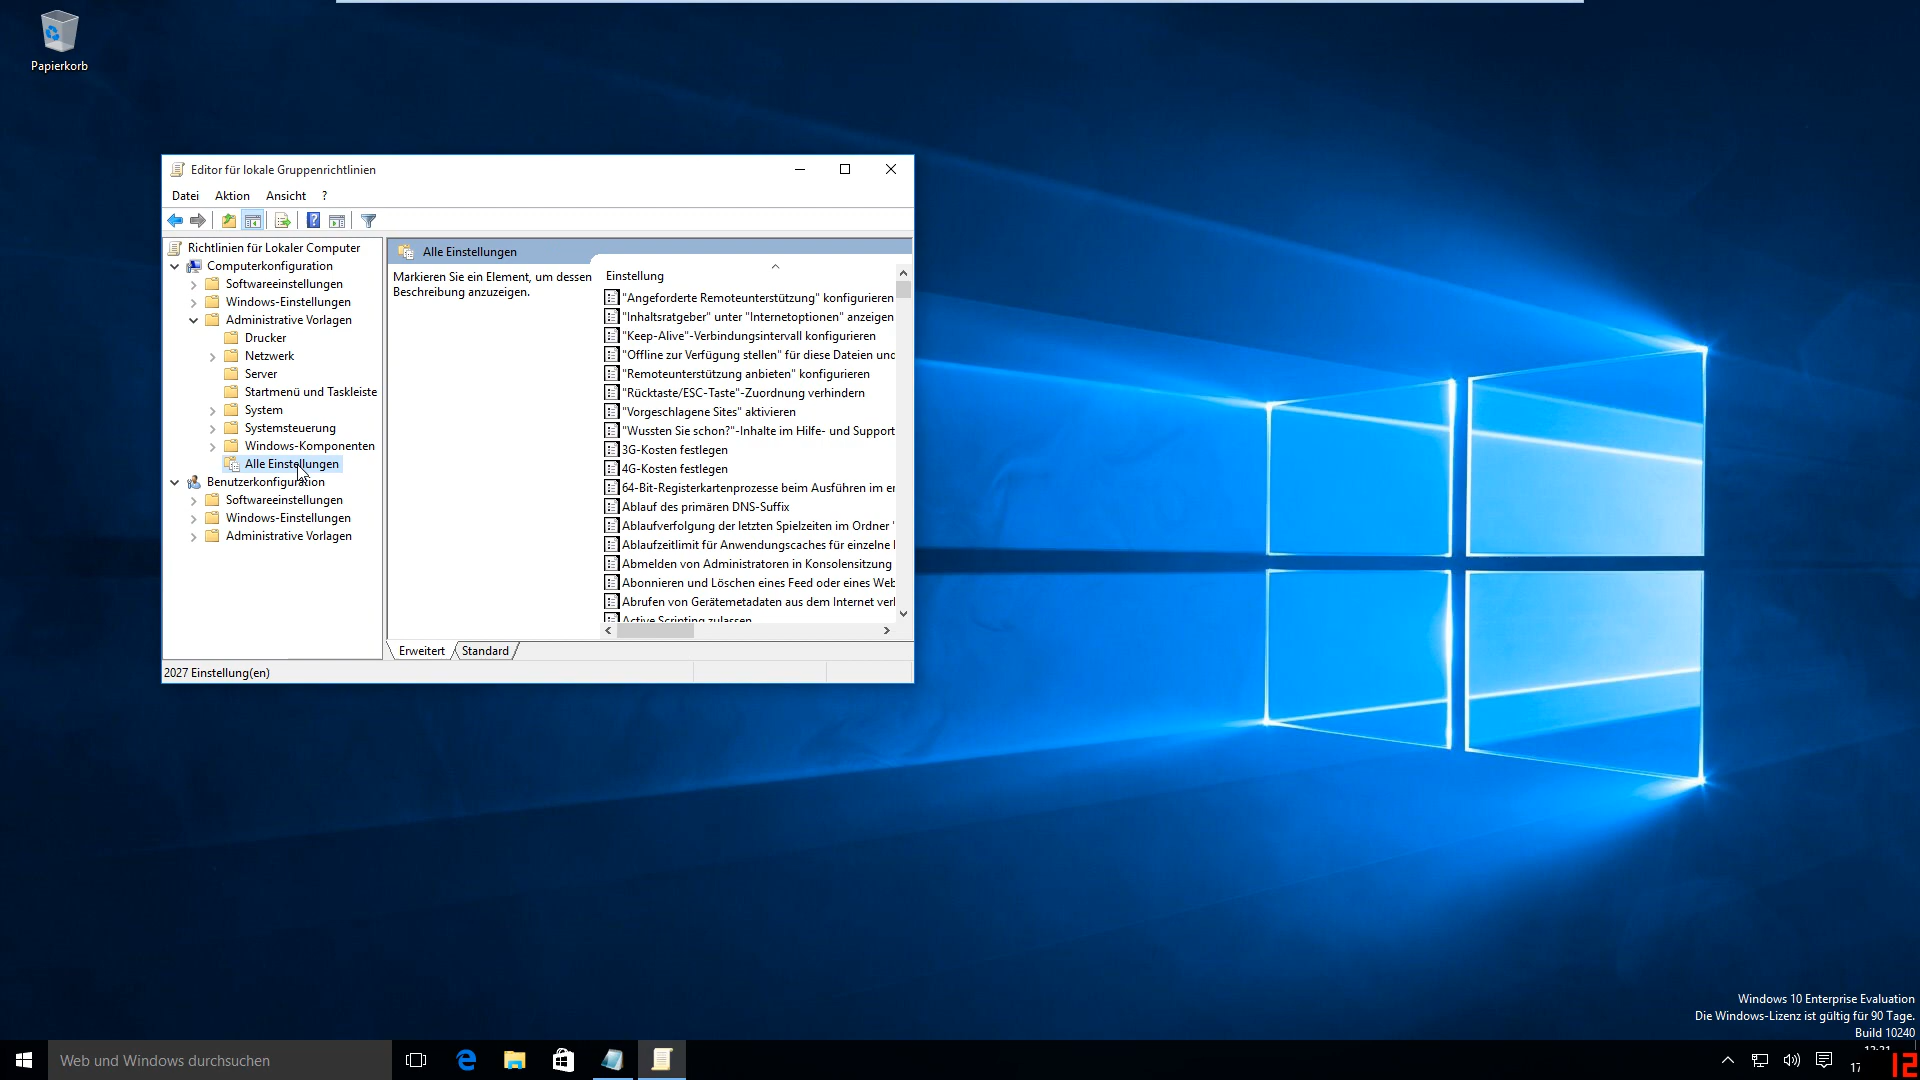 Papierkorb
Editor für lokale Gruppenrichtlinien
Datei Aktion Ansicht ?
Richtlinien für Lokaler Computer
Computerkonfiguration
Softwareeinstellungen
Windows-Einstellungen
Administrative Vorlagen
Drucker
Netzwerk
Server
Startmenü und Taskleiste
System
Systemsteuerung
Windows-Komponenten
Alle Einstellungen
Benutzerkonfiguration
Softwareeinstellungen
Windows-Einstellungen
Administrative Vorlagen
Alle Einstellungen
Markieren Sie ein Element, um dessen
Beschreibung anzuzeigen.
Einstellung
"Angeforderte Remoteunterstützung" konfigurieren
"Inhaltsratgeber" unter "Internetoptionen" anzeigen
"Keep-Alive"-Verbindungsintervall konfigurieren
"Offline zur Verfügung stellen" für diese Dateien und
"Remoteunterstützung anbieten" konfigurieren
"Rücktaste/ESC-Taste"-Zuordnung verhindern
"Vorgeschlagene Sites" aktivieren
"Wussten Sie schon?"-Inhalte im Hilfe- und Support
3G-Kosten festlegen
4G-Kosten festlegen
64-Bit-Registerkartenprozesse beim Ausführen im
Ablauf des primären DNS-Suffix
Ablaufverfolgung der letzten Spielzeiten im Ordner "
Ablaufzeitlimit für Anwendungscaches für einzelne
Abmelden von Administratoren in Konsolensitzung
Abonnieren und Löschen eines Feed oder eines
Abrufen von Gerätemetadaten aus dem Internet
Active Scripting zulassen
Erweitert Standard
2027 Einstellung(en)
Windows 10 Enterprise Evaluation
Die Windows-Lizenz ist gültig für 90 Tage.
Build 10240
Web und Windows durchsuchen
12